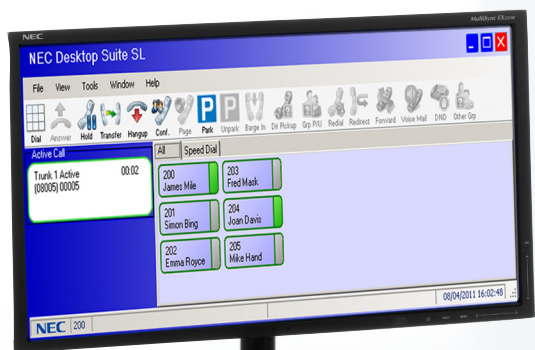 NEC
MultiSync EX231W
NEC Desktop Suite SL
File View Tools Window Help
Dial Answer Hold Transfer Hangup Conf. Page Park Unpark Barge In Dir Pickup Grp P/U Redial Redirect Forward Voice Mail DND Other Grp
Active Call
All Speed Dial
Trunk 1 Active 00:02
(08005) 00005
200
James Mile
203
Fred Mask
201
Simon Bing
204
Joan Davis
202
Emma Royce
205
Mike Hand
NEC 200
08/04/2011 16:02:48